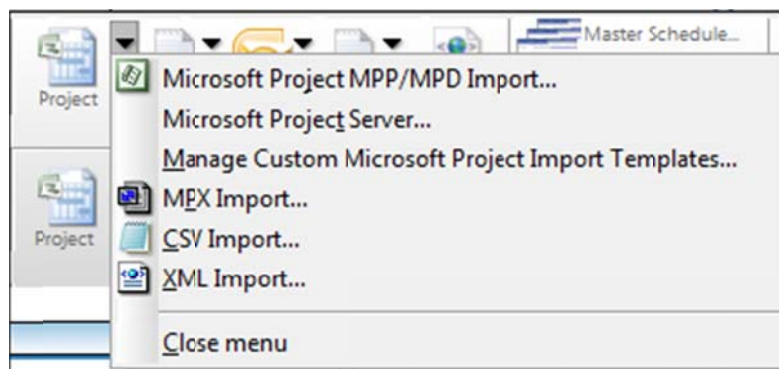 Master Schedule...
Project
Microsoft Project MPP/MPD Import...
Microsoft Project Server...
Manage Custom Microsoft Project Import Templates...
MPX Import...
Project
CSV Import...
XML Import...
Close menu